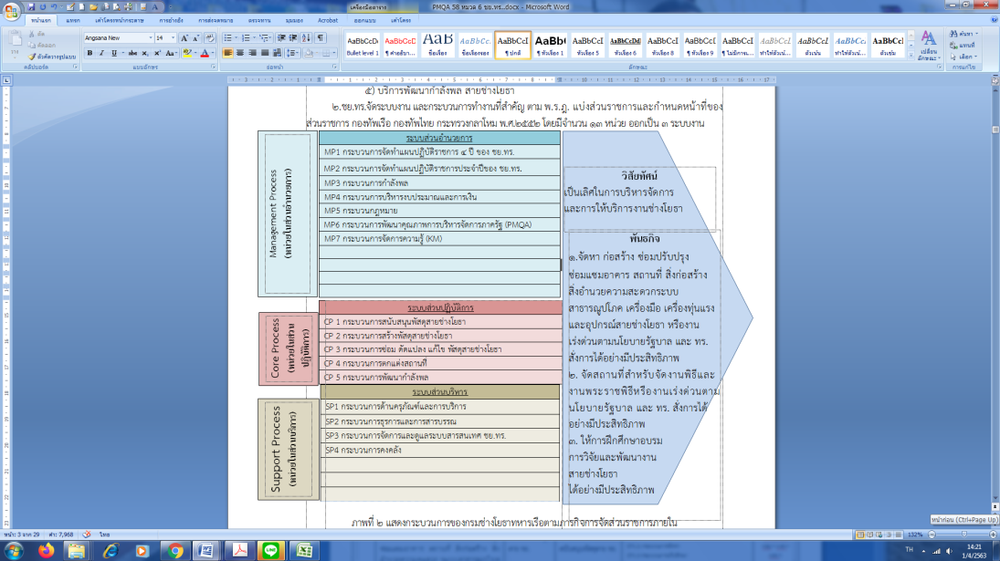 เครื่องมือตาราง
PMQA 58 หมวด 6 ชย.ทร..docx - Microsoft Word
หน้าแรก แทรก เค้าโครงหน้ากระดาษ การอ้างอิง การส่งจดหมาย ตรวจทาน มุมมอง Acrobat ออกแบบ เค้าโครง
วาง
ตัด
คัดลอก
ตัวคัดวางรูปแบบ
Angsana New 14
คลิปบอร์ด แบบอักษร ย่อหน้า ลักษณะ การแก้ไข
Bullet level 1
ชื่อเรื่อง
ชื่อเรื่องรอง
ปกติ
หัวเรื่อง 1
หัวเรื่อง 5
หัวเรื่อง 6
หัวเรื่อง 8
หัวเรื่อง 9
ตัวเน้น
ตัวเข้ม
เปลี่ยนลักษณะ
ค้นหา
แทนที่
เลือก
๕) บริการพัฒนากำลังพล สายช่างโยธา
๒.ชย.ทร.จัดระบบงาน และกระบวนการทำงานที่สำคัญ ตาม พ.ร.ฎ. แบ่งส่วนราชการและกำหนดหน้าที่ของ
ส่วนราชการ กองทัพเรือ กองทัพไทย กระทรวงกลาโหม พ.ศ.๒๕๕๒ โดยมีจำนวน ๑๓ หน่วย ออกเป็น ๓ ระบบงาน
Management Process
(หน่วยในส่วนอำนวยการ)
ระบบส่วนอำนวยการ
MP1 กระบวนการจัดทำแผนปฏิบัติราชการ ๔ ปี ของ ชย.ทร.
MP2 กระบวนการจัดทำแผนปฏิบัติราชการประจำปีของ ชย.ทร.
MP3 กระบวนการกำลังพล
MP4 กระบวนการบริหารงบประมาณและการเงิน
MP5 กระบวนกฎหมาย
MP6 กระบวนการพัฒนาคุณภาพการบริหารจัดการภาครัฐ (PMQA)
MP7 กระบวนการจัดการความรู้ (KM)
Core Process
(หน่วยในส่วน
ปฏิบัติการ)
ระบบส่วนปฏิบัติการ
CP 1 กระบวนการสนับสนุนพัสดุสายช่างโยธา
CP 2 กระบวนการสร้างพัสดุสายช่างโยธา
CP 3 กระบวนการซ่อม ดัดแปลง แก้ไข พัสดุสายช่างโยธา
CP 4 กระบวนการตกแต่งสถานที่
CP 5 กระบวนการพัฒนากำลังพล
Support Process
(หน่วยในส่วนบริการ)
ระบบส่วนบริหาร
SP1 กระบวนการด้านครุภัณฑ์และการบริการ
SP2 กระบวนการธุรการและการสารบรรณ
SP3 กระบวนการจัดการและดูแลระบบสารสนเทศ ชย.ทร.
SP4 กระบวนการคงคลัง
วิสัยทัศน์
เป็นเลิศในการบริหารจัดการ
และการให้บริการงานช่างโยธา
พันธกิจ
๑.จัดหา ก่อสร้าง ซ่อมปรับปรุง
ซ่อมแซมอาคาร สถานที่ สิ่งก่อสร้าง
สิ่งอำนวยความสะดวกระบบ
สาธารณูปโภค เครื่องมือ เครื่องทุ่นแรง
และอุปกรณ์สายช่างโยธา หรืองาน
เร่งด่วนตามนโยบายรัฐบาล และ ทร.
สั่งการได้อย่างมีประสิทธิภาพ
๒. จัดสถานที่สำหรับจัดงานพิธีและ
งานพระราชพิธีหรืองานเร่งด่วนตาม
นโยบายรัฐบาล และ ทร. สั่งการได้
อย่างมีประสิทธิภาพ
๓. ให้การฝึกศึกษาอบรม
การวิจัยและพัฒนางาน
สายช่างโยธา
ได้อย่างมีประสิทธิภาพ
ภาพที่ ๒ แสดงกระบวนการของกรมช่างโยธาทหารเรือตามภารกิจการจัดส่วนราชการภายใน
หน้าก่อน (Ctrl+Page Up)
หน้า: 3 จาก 29 คำ: 7,968 ไทย 132%
TH 14:21
1/4/2563